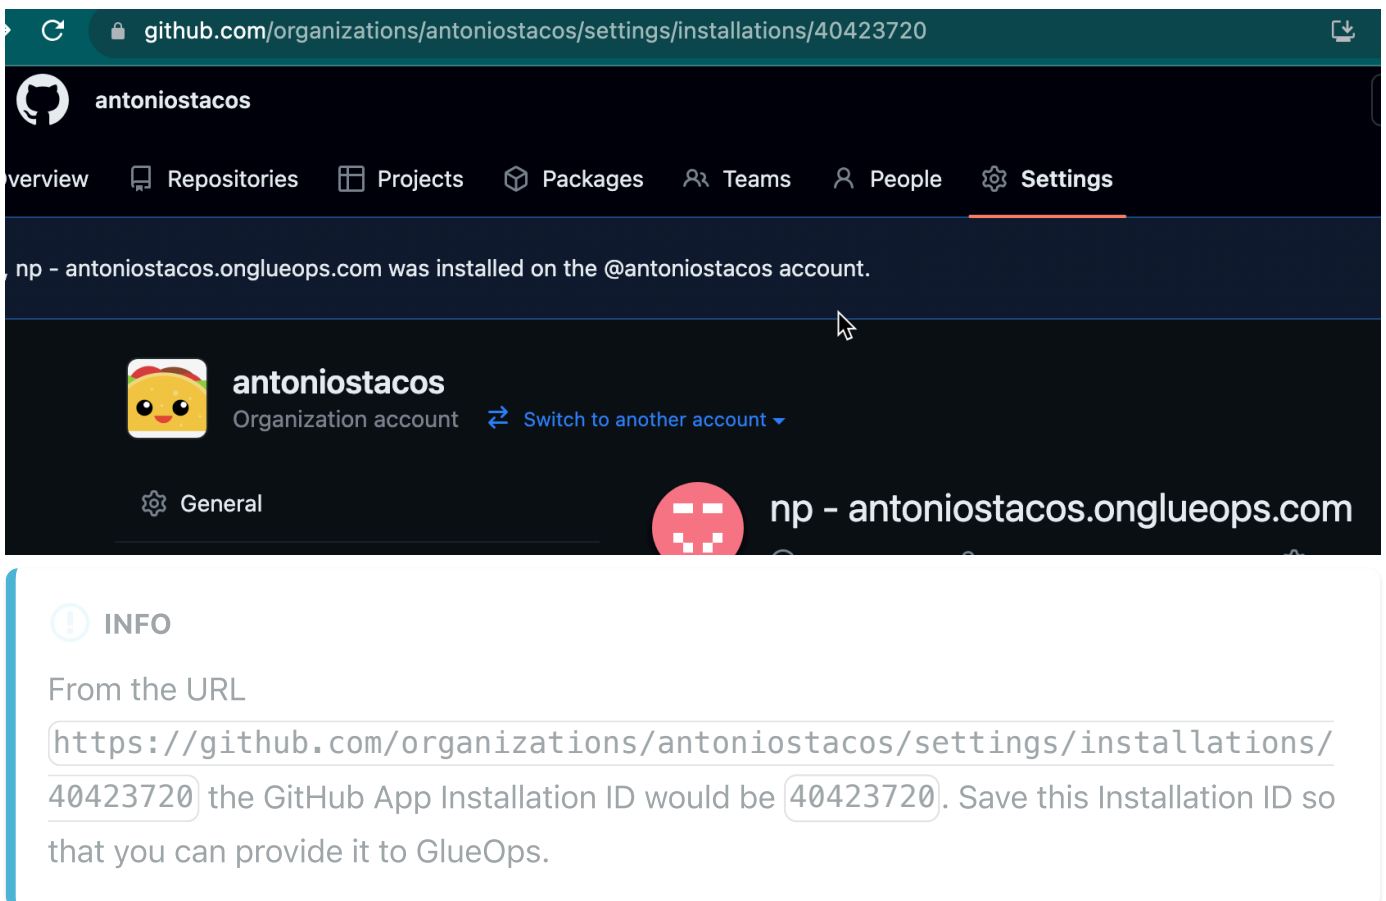 github.com/organizations/antoniostacos/settings/installations/40423720
antoniostacos
verview Repositories Projects Packages Teams People Settings
, np - antoniostacos.onglueops.com was installed on the @antoniostacos account.
antoniostacos
Organization account Switch to another account
General
np - antoniostacos.onglueops.com
INFO
From the URL
https://github.com/organizations/antoniostacos/settings/installations/
40423720 the GitHub App Installation ID would be 40423720. Save this Installation ID so
that you can provide it to GlueOps.